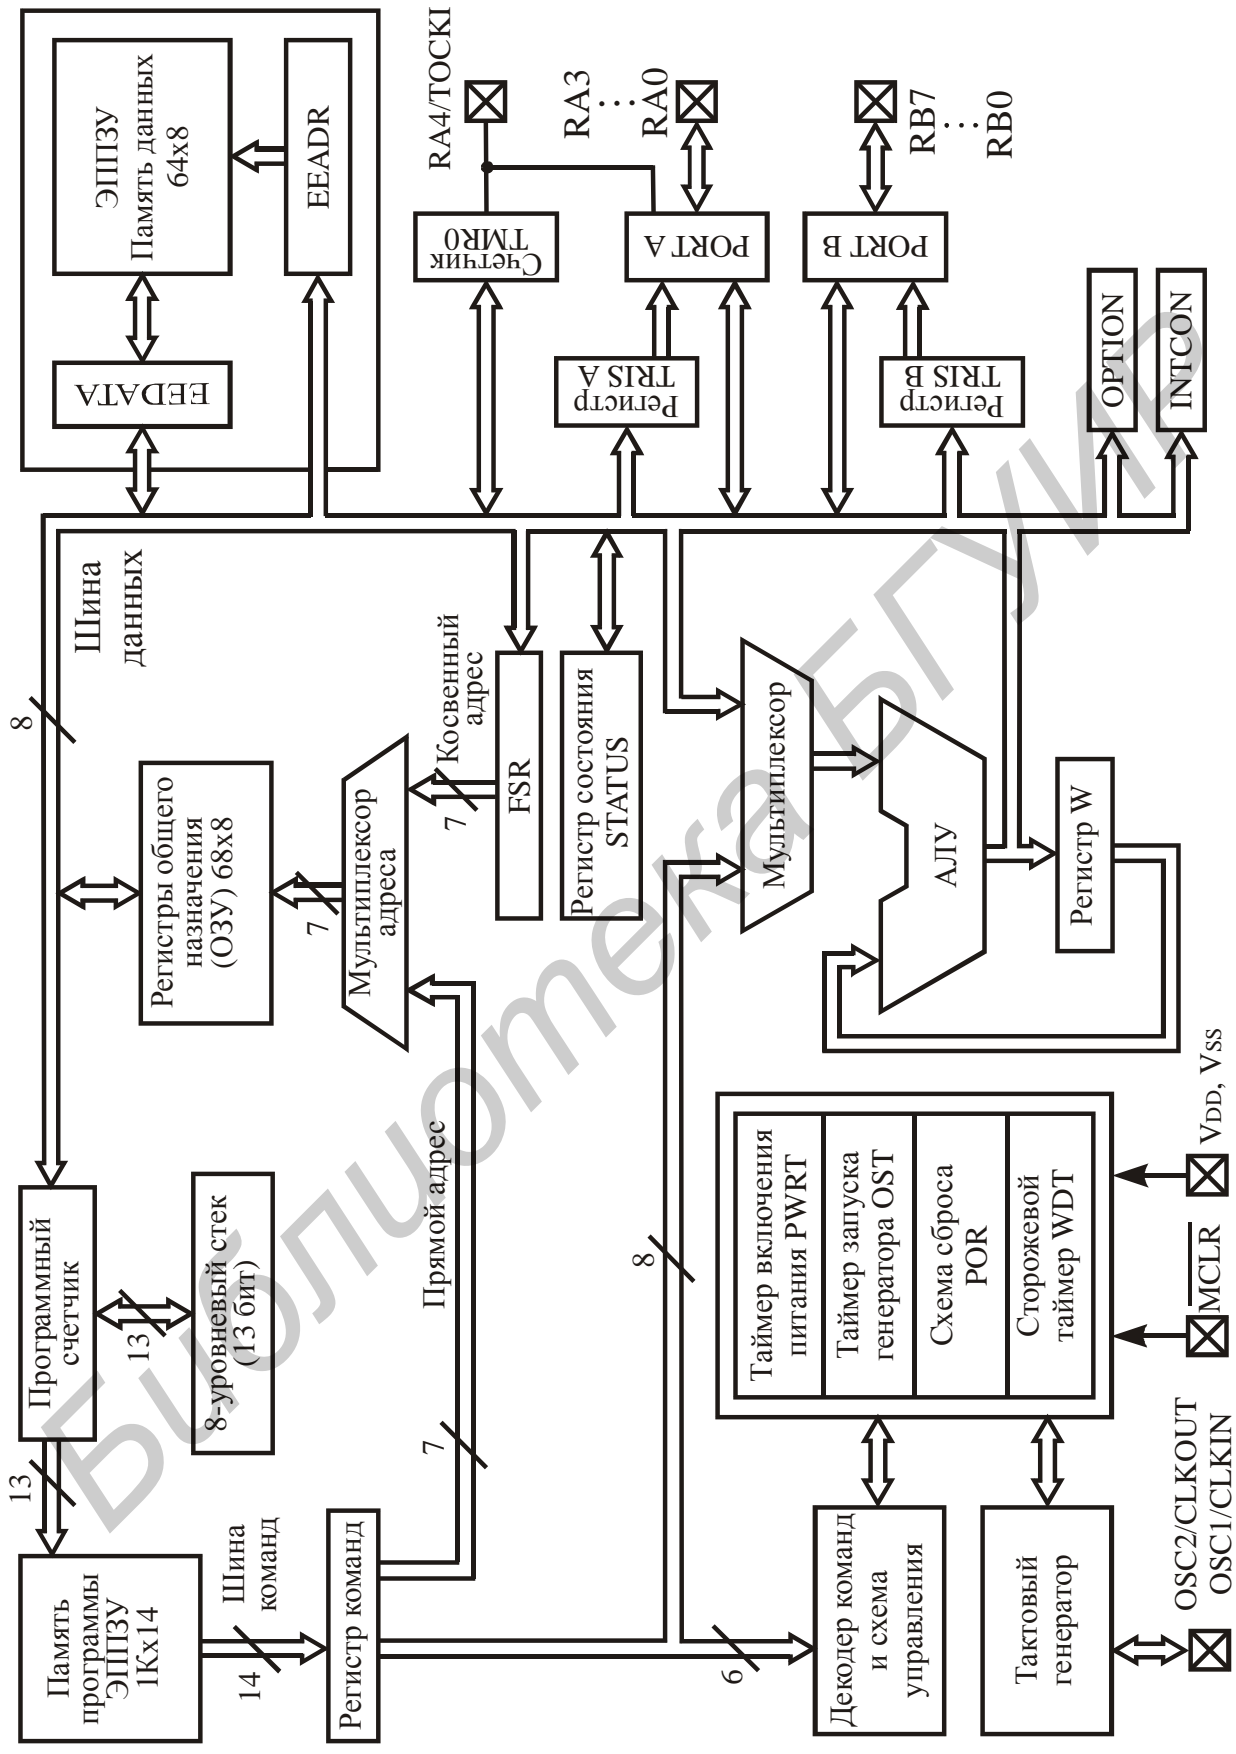 Память
программы
ЭППЗУ
1Кх14
13
Программный
счетчик
13
8-уровневый стек
(13 бит)
8
Шина
данных
Регистры общего
назначения
(ОЗУ) 68х8
7
Мультиплексор
адреса
7
Косвенный
адрес
FSR
Прямой адрес
7
Шина
команд
14
Регистр команд
Регистр состояния
STATUS
ЭППЗУ
Память данных
64х8
EEADR
EEDATA
RA4/TOCKI
Счетчик
TMR0
RA3
...
RA0
PORT A
Регистр
TRIS A
RB7
...
RB0
PORT B
Регистр
TRIS B
OPTION
INTCON
8
Мультиплексор
АЛУ
Регистр W
6
Декодер команд
и схема
управления
Тактовый
генератор
Таймер включения
питания PWRT
Таймер запуска
генератора OST
Схема сброса
POR
Сторожевой
таймер WDT
OSC2/CLKOUT
OSC1/CLKIN
MCLR
VDD, VSS
Библиотека БГУИР